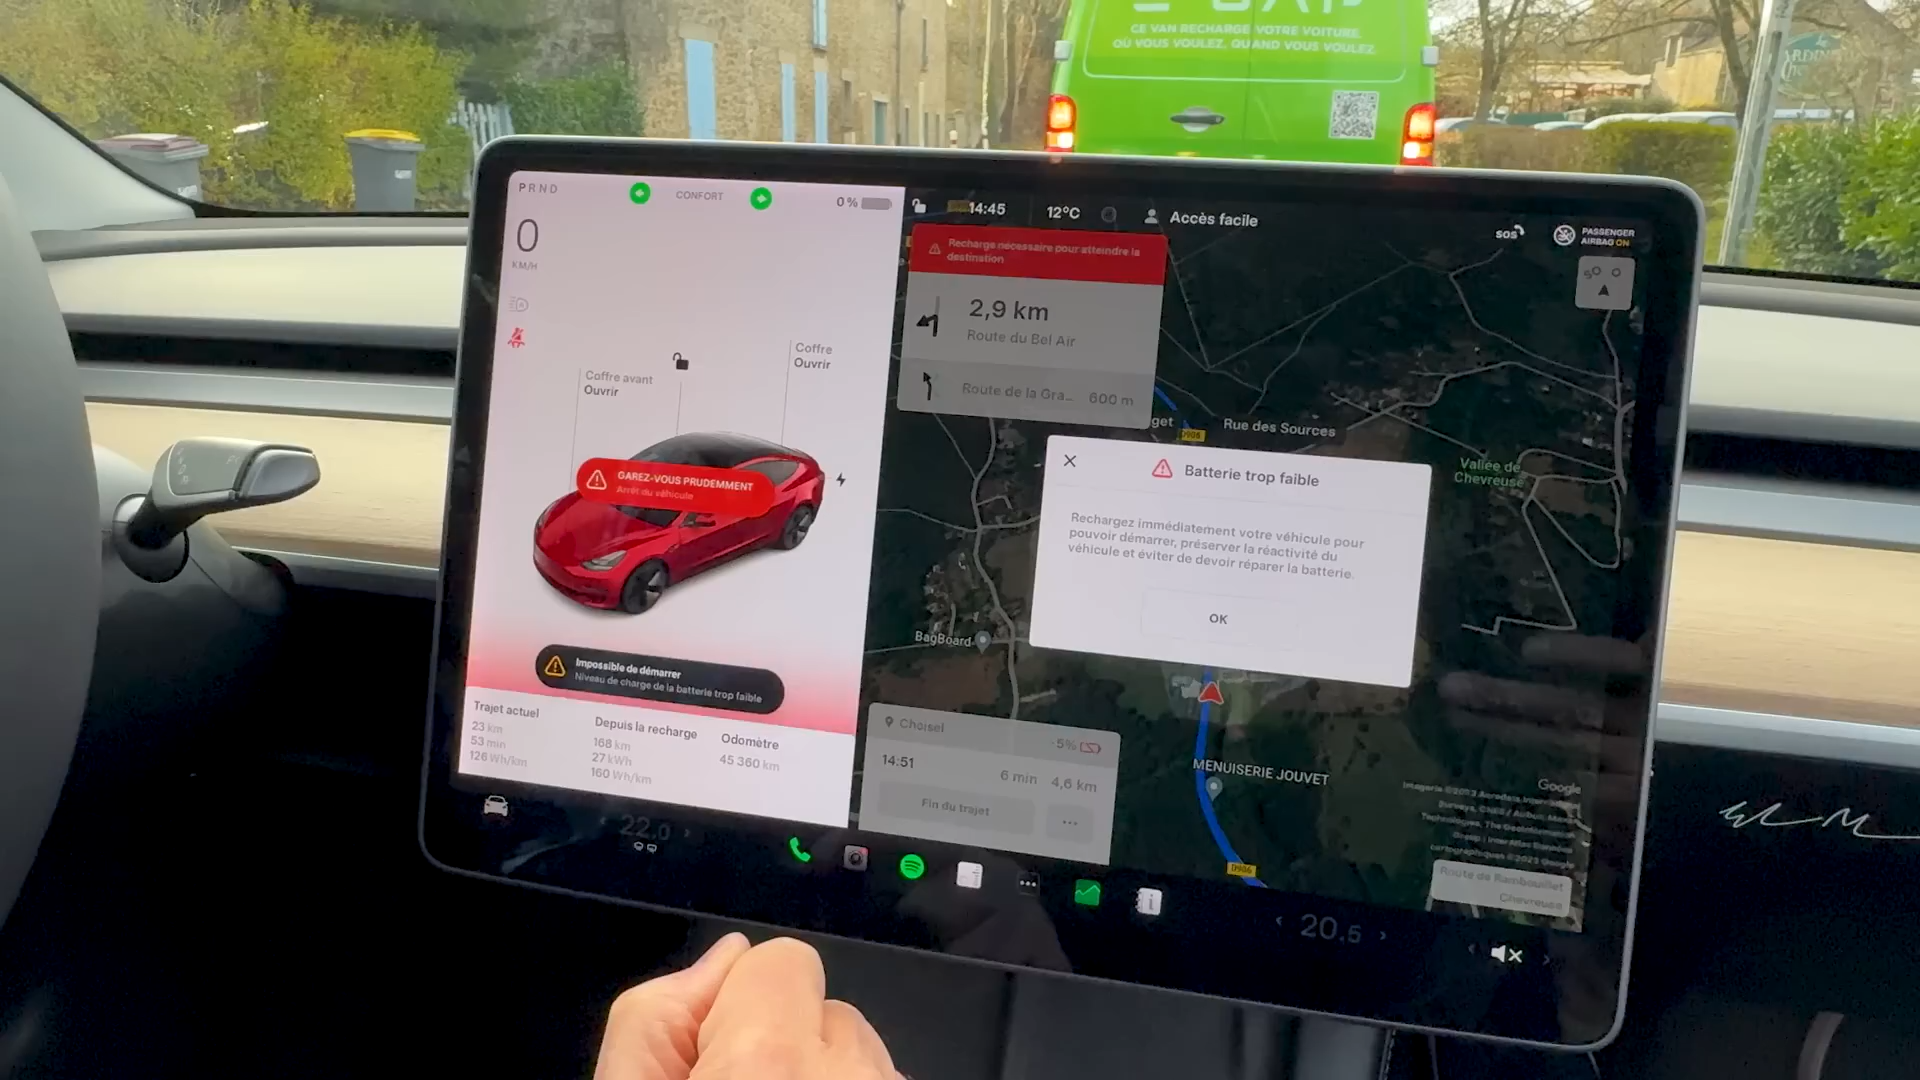 CE VAN RECHARGE VOTRE VOITURE.
OÙ VOUS VOULEZ. QUAND VOUS VOULEZ.
PRND
CONFORT
0 %
14:45
12°C
Accès facile
sos
PASSENGER
AIRBAG ON
0
KM/H
Recharge nécessaire pour atteindre la
destination
2,9 km
Route du Bel Air
Route de la Gra... 600 m
Coffre
Ouvrir
Coffre avant
Ouvrir
GAREZ-VOUS PRUDEMMENT
Arrêt du véhicule
Impossible de démarrer
Niveau de charge de la batterie trop faible
Trajet actuel
23 km
53 min
126 Wh/km
Depuis la recharge
168 km
27 kWh
160 Wh/km
Odomètre
45 360 km
get
D906
Rue des Sources
Vallée de
Chevreuse
Batterie trop faible
Rechargez immédiatement votre véhicule pour
pouvoir démarrer, préserver la réactivité du
véhicule et éviter de devoir réparer la batterie.
OK
BagBoard
Choisel
-5%
14:51
6 min 4,6 km
Fin du trajet
...
MENUISERIE JOUVET
D906
Google
Route de Rambouillet
Chevreuse
22.0
20.5